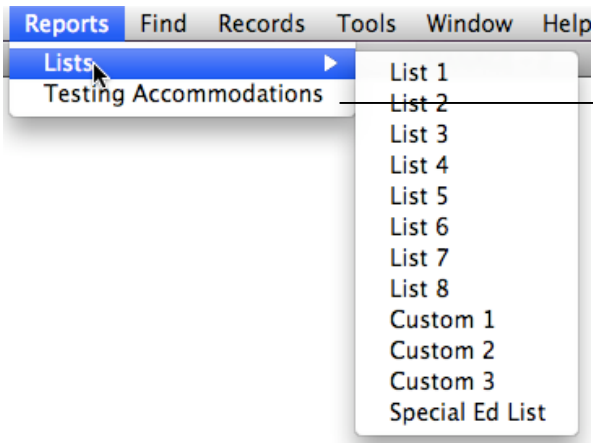 Reports Find Records Tools Window Help
Lists
Testing Accommodations
List 1
List 2
List 3
List 4
List 5
List 6
List 7
List 8
Custom 1
Custom 2
Custom 3
Special Ed List